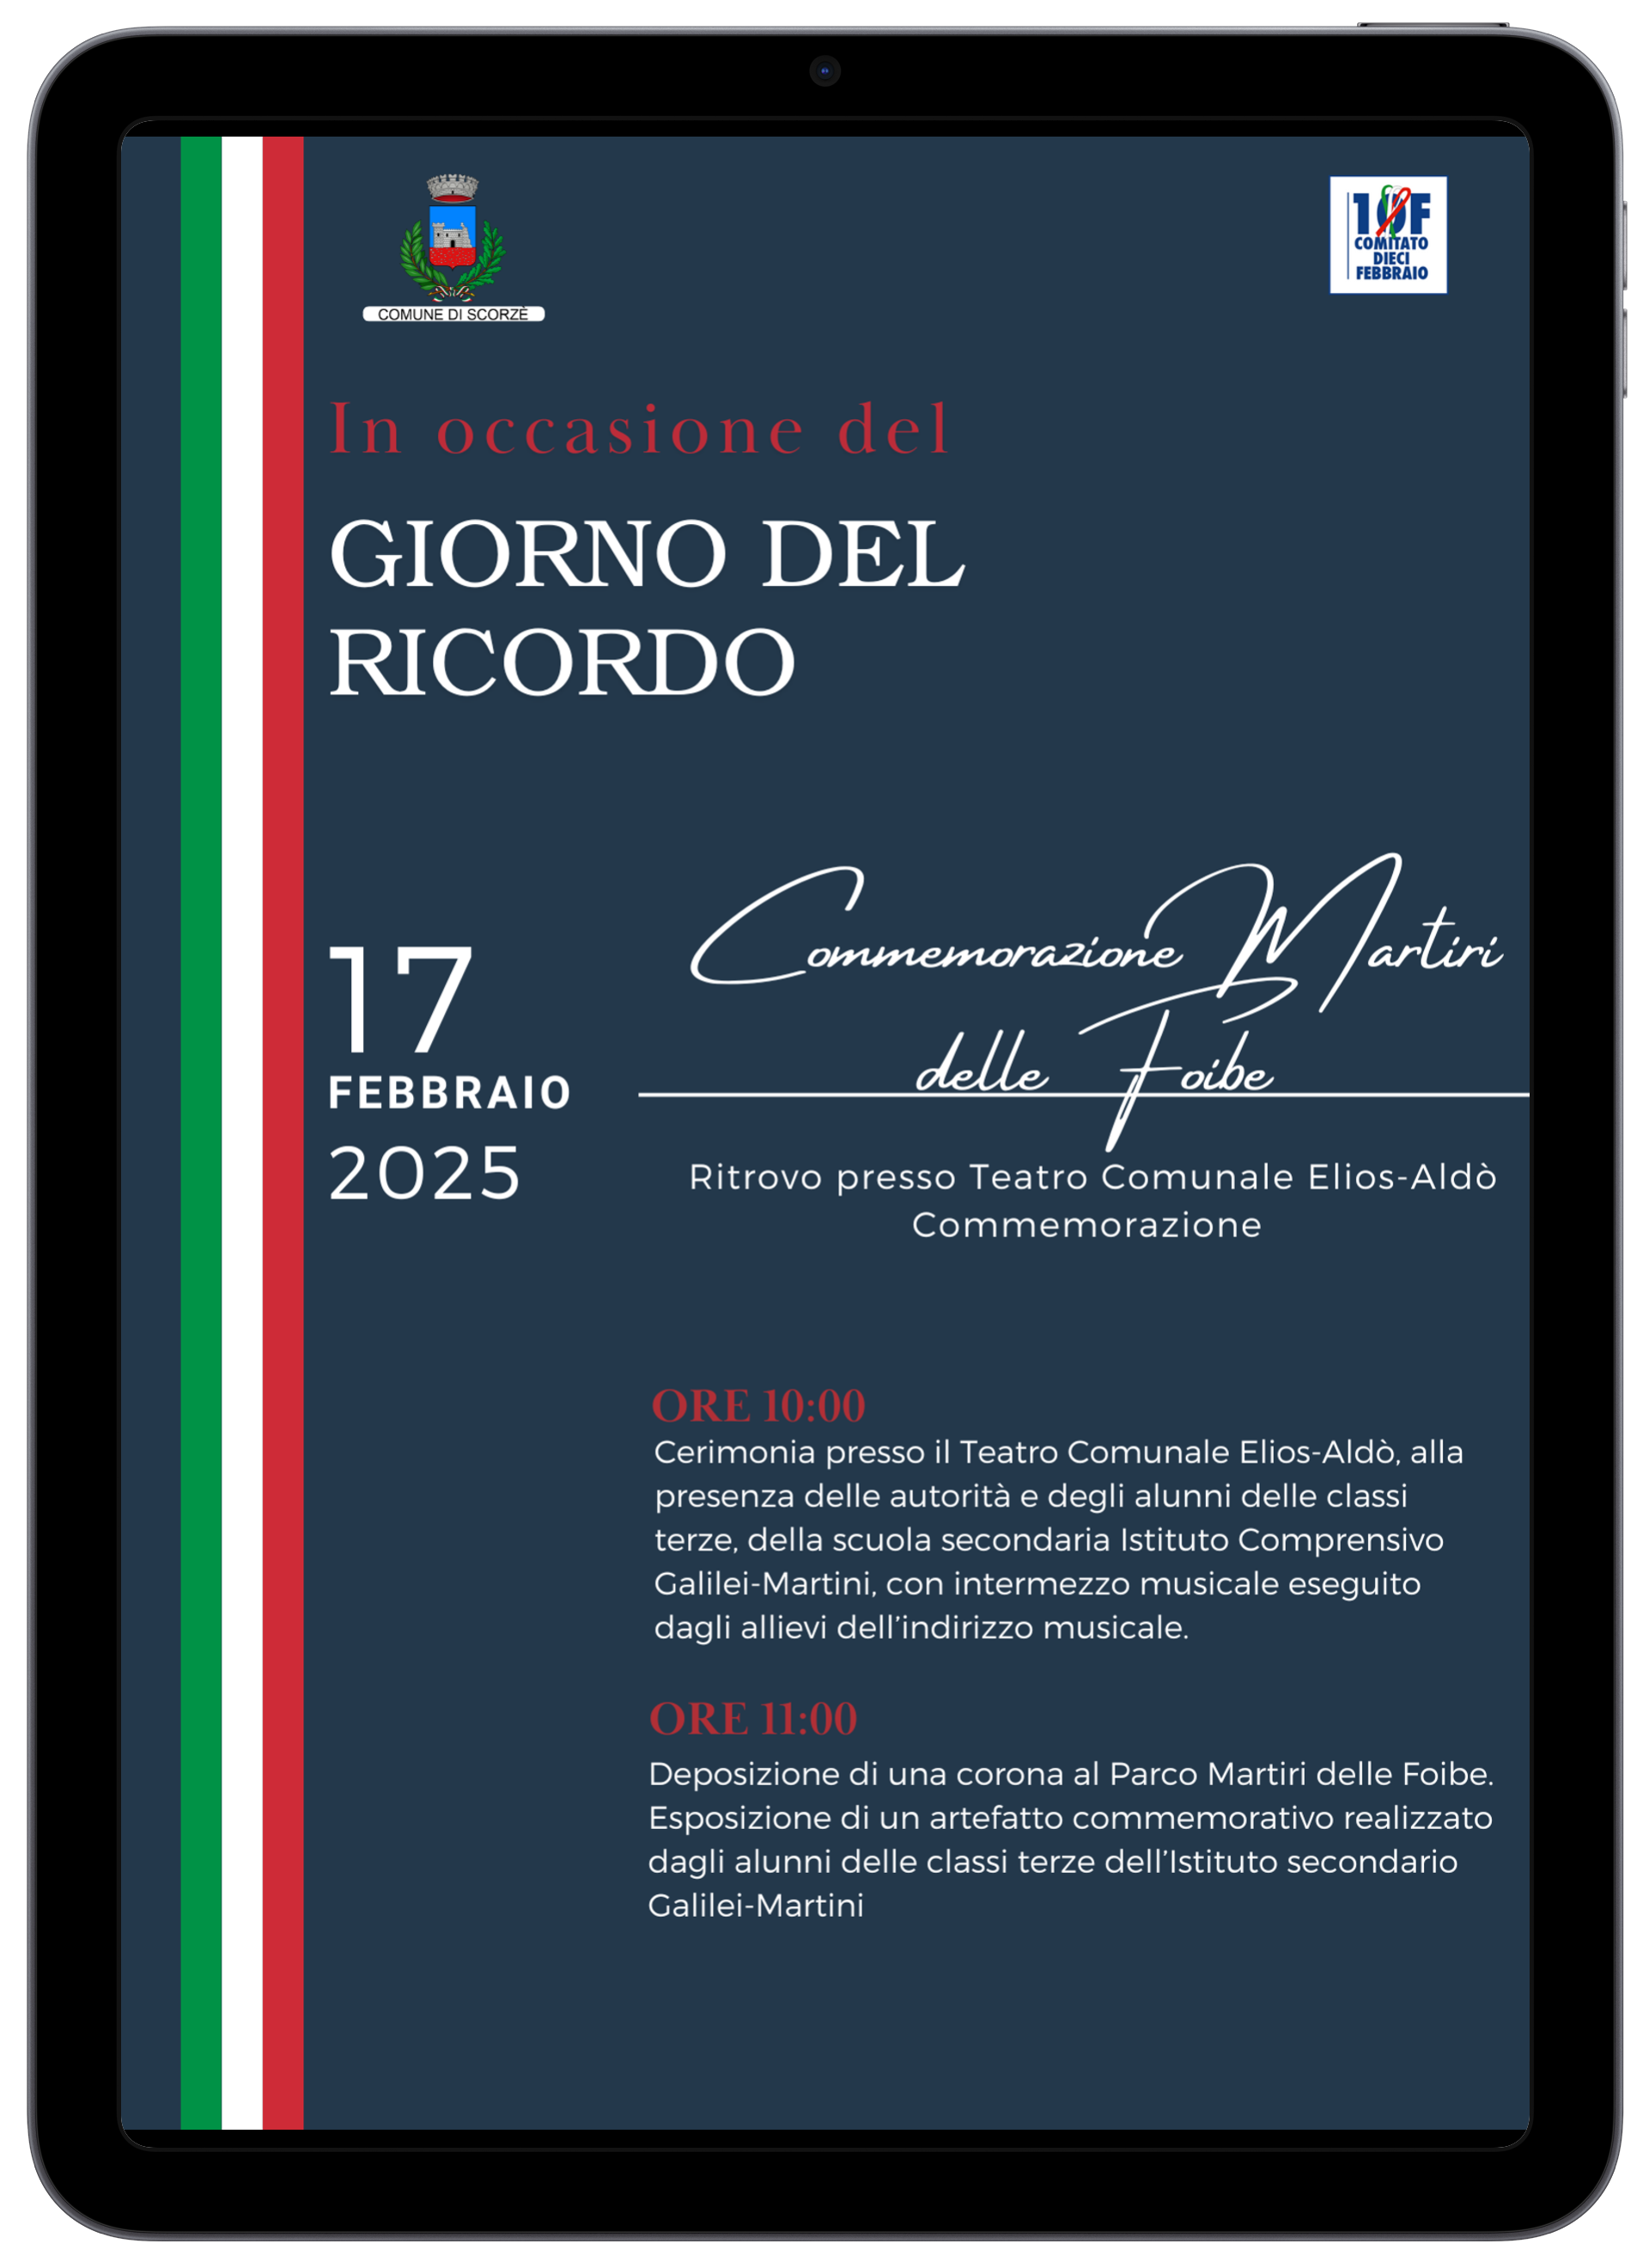 COMUNE DI SCORZÈ
10F
COMITATO
DIECI
FEBBRAIO
In occasione del
GIORNO DEL
RICORDO
17
FEBBRAIO
2025
Commemorazione Martiri
delle Foibe
Ritrovo presso Teatro Comunale Elios-Aldò
Commemorazione
ORE 10:00
Cerimonia presso il Teatro Comunale Elios-Aldò, alla
presenza delle autorità e degli alunni delle classi
terze, della scuola secondaria Istituto Comprensivo
Galilei-Martini, con intermezzo musicale eseguito
dagli allievi dell’indirizzo musicale.
ORE 11:00
Deposizione di una corona al Parco Martiri delle Foibe.
Esposizione di un artefatto commemorativo realizzato
dagli alunni delle classi terze dell’Istituto secondario
Galilei-Martini